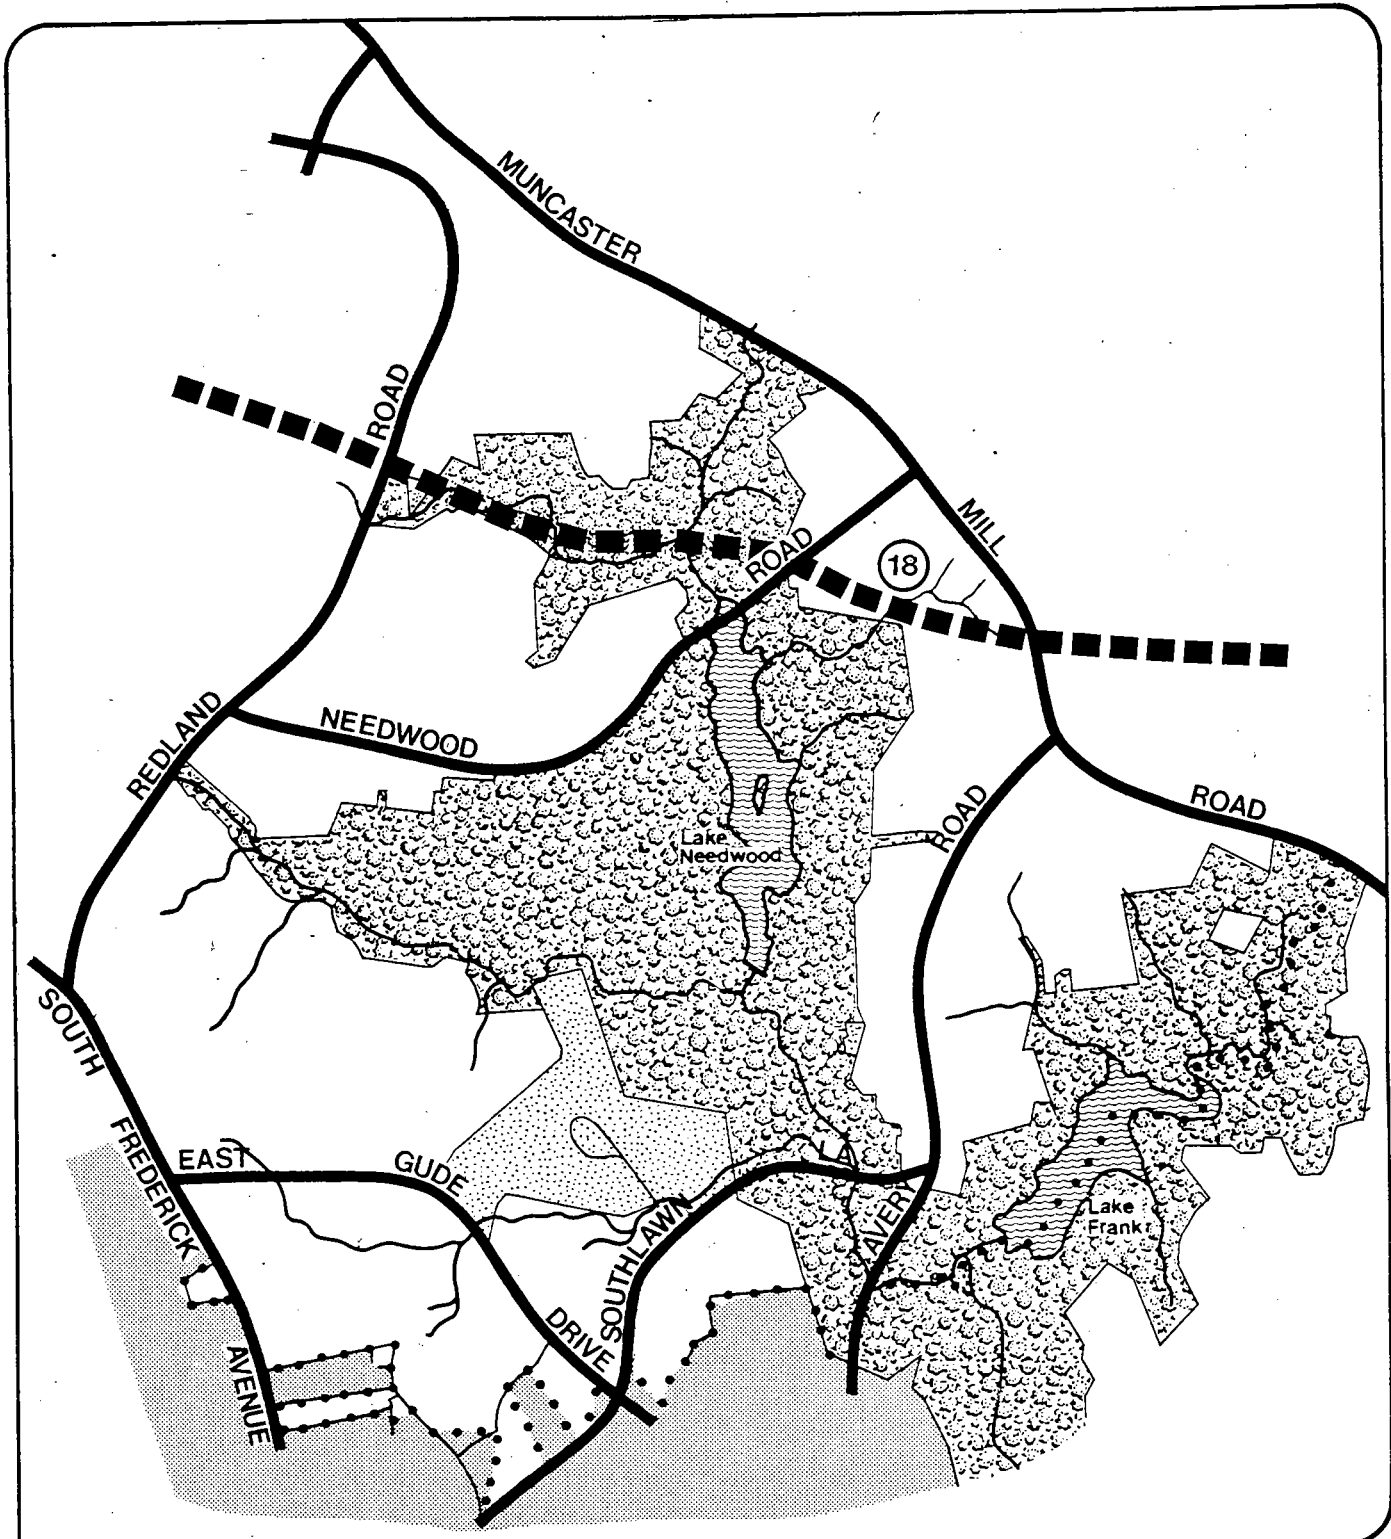 MUNCASTER
ROAD
MILL
ROAD
18
REDLAND
NEEDWOOD
ROAD
ROAD
Lake
Needwood
SOUTH
FREDERICK
EAST
GUDE
LA
AVERY
Lake
Frank
SOUTHLAWN
DRIVE
AVENUE